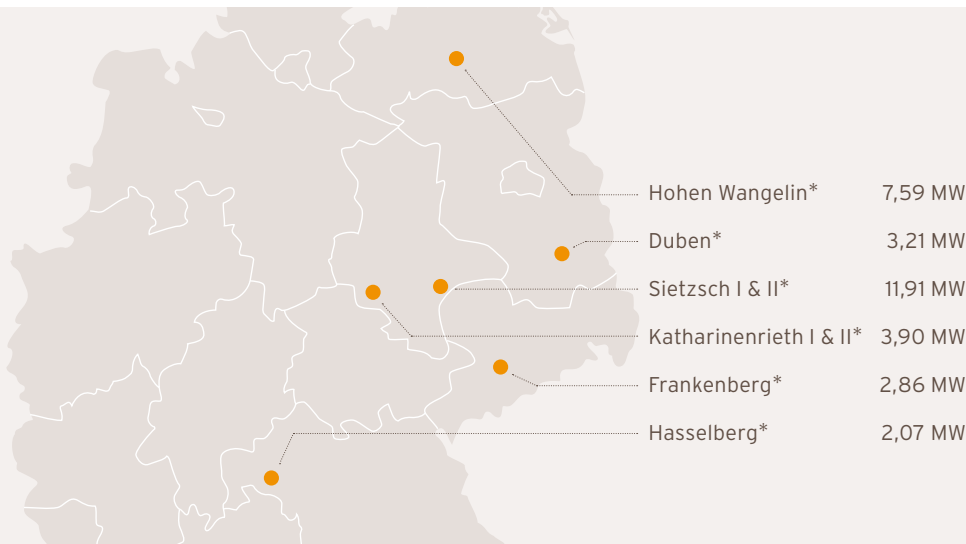 Hohen Wangelin* 7,59 MW
Duben* 3,21 MW
Sietzsch I & II* 11,91 MW
Katharinenrieth I & II* 3,90 MW
Frankenberg* 2,86 MW
Hasselberg* 2,07 MW